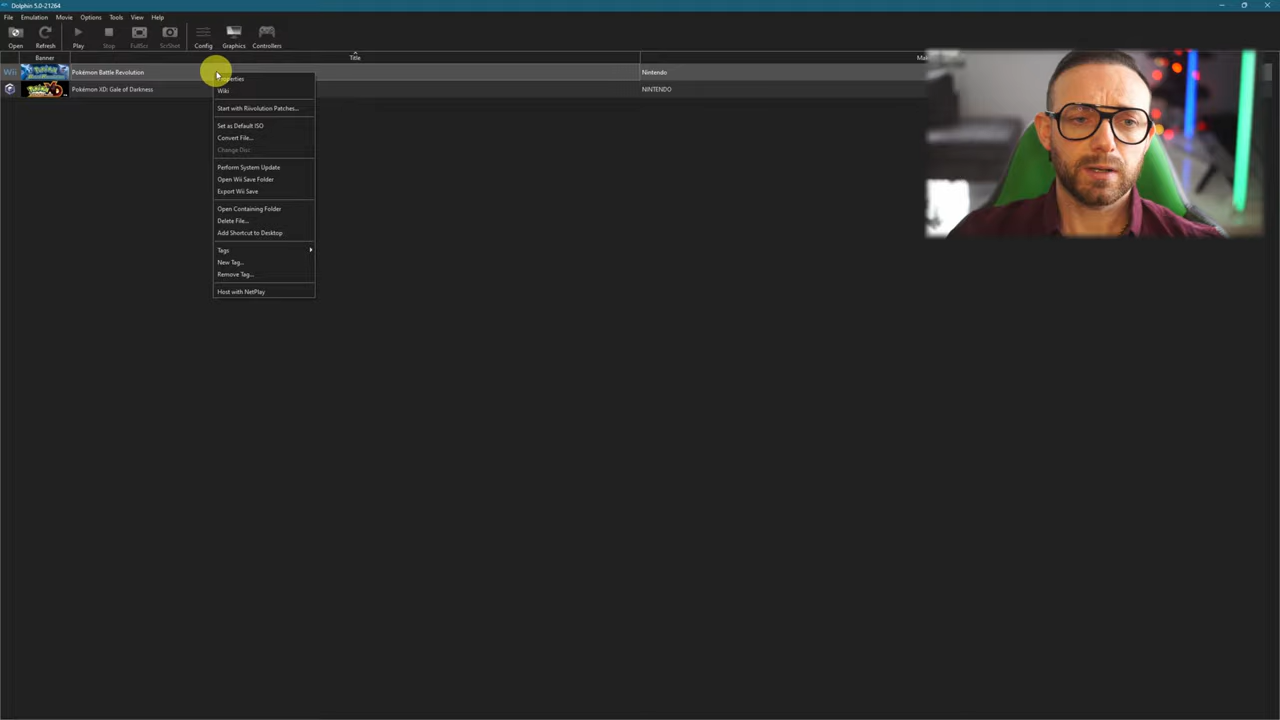 Dolphin 5.0-21264
File Emulation Movie Options Tools View Help
Open Refresh Play Stop FullScr ScrShot Config Graphics Controllers
Banner Title
Wii Pokémon Battle Revolution Nintendo
Pokémon XD: Gale of Darkness NINTENDO
Properties
Wiki
Start with Riivolution Patches...
Set as Default ISO
Convert File...
Change Disc
Perform System Update
Open Wii Save Folder
Export Wii Save
Open Containing Folder
Delete File...
Add Shortcut to Desktop
Tags
New Tag...
Remove Tag...
Host with NetPlay